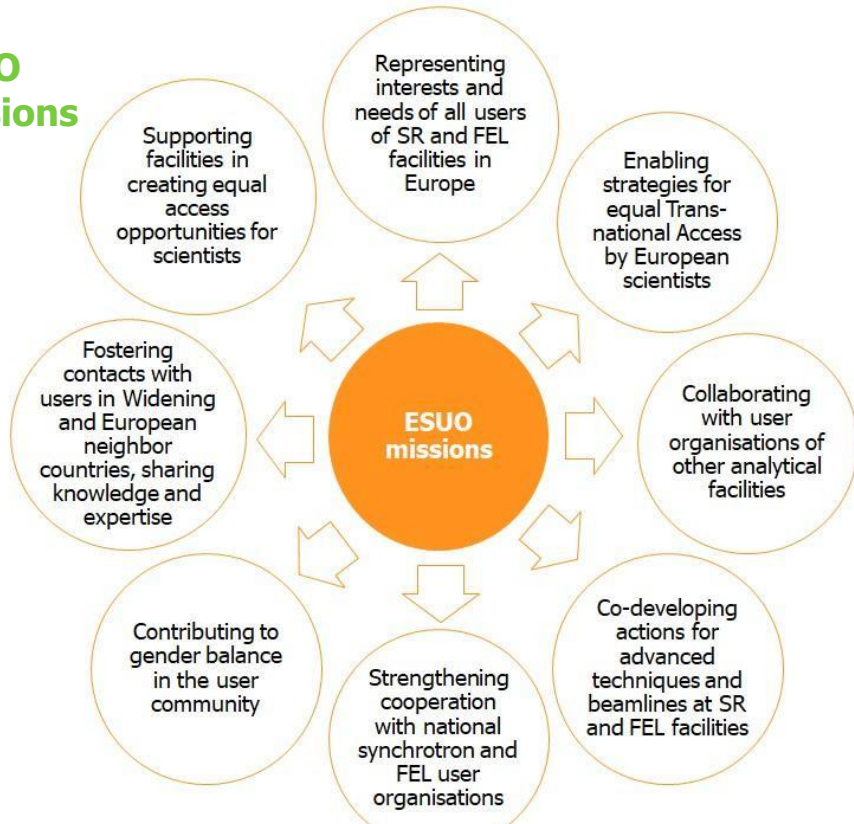 O
sions
Representing
interests and
needs of all users
of SR and FEL
facilities in
Europe
Enabling
strategies for
equal Trans-
national Access
by European
scientists
Collaborating
with user
organisations of
other analytical
facilities
Co-developing
actions for
advanced
techniques and
beamlines at SR
and FEL facilities
Strengthening
cooperation
with national
synchrotron and
FEL user
organisations
Contributing to
gender balance
in the user
community
Fostering
contacts with
users in Widening
and European
neighbor
countries, sharing
knowledge and
expertise
Supporting
facilities in
creating equal
access
opportunities for
scientists
ESUO
missions